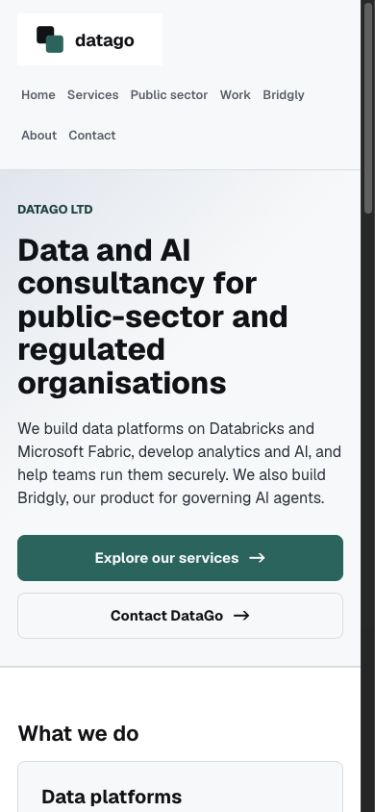 datago
Home Services Public sector Work Bridgly
About Contact
DATAGO LTD
Data and AI
consultancy for
public-sector and
regulated
organisations
We build data platforms on Databricks and
Microsoft Fabric, develop analytics and AI, and
help teams run them securely. We also build
Bridgly, our product for governing AI agents.
Explore our services →
Contact DataGo →
What we do
Data platforms